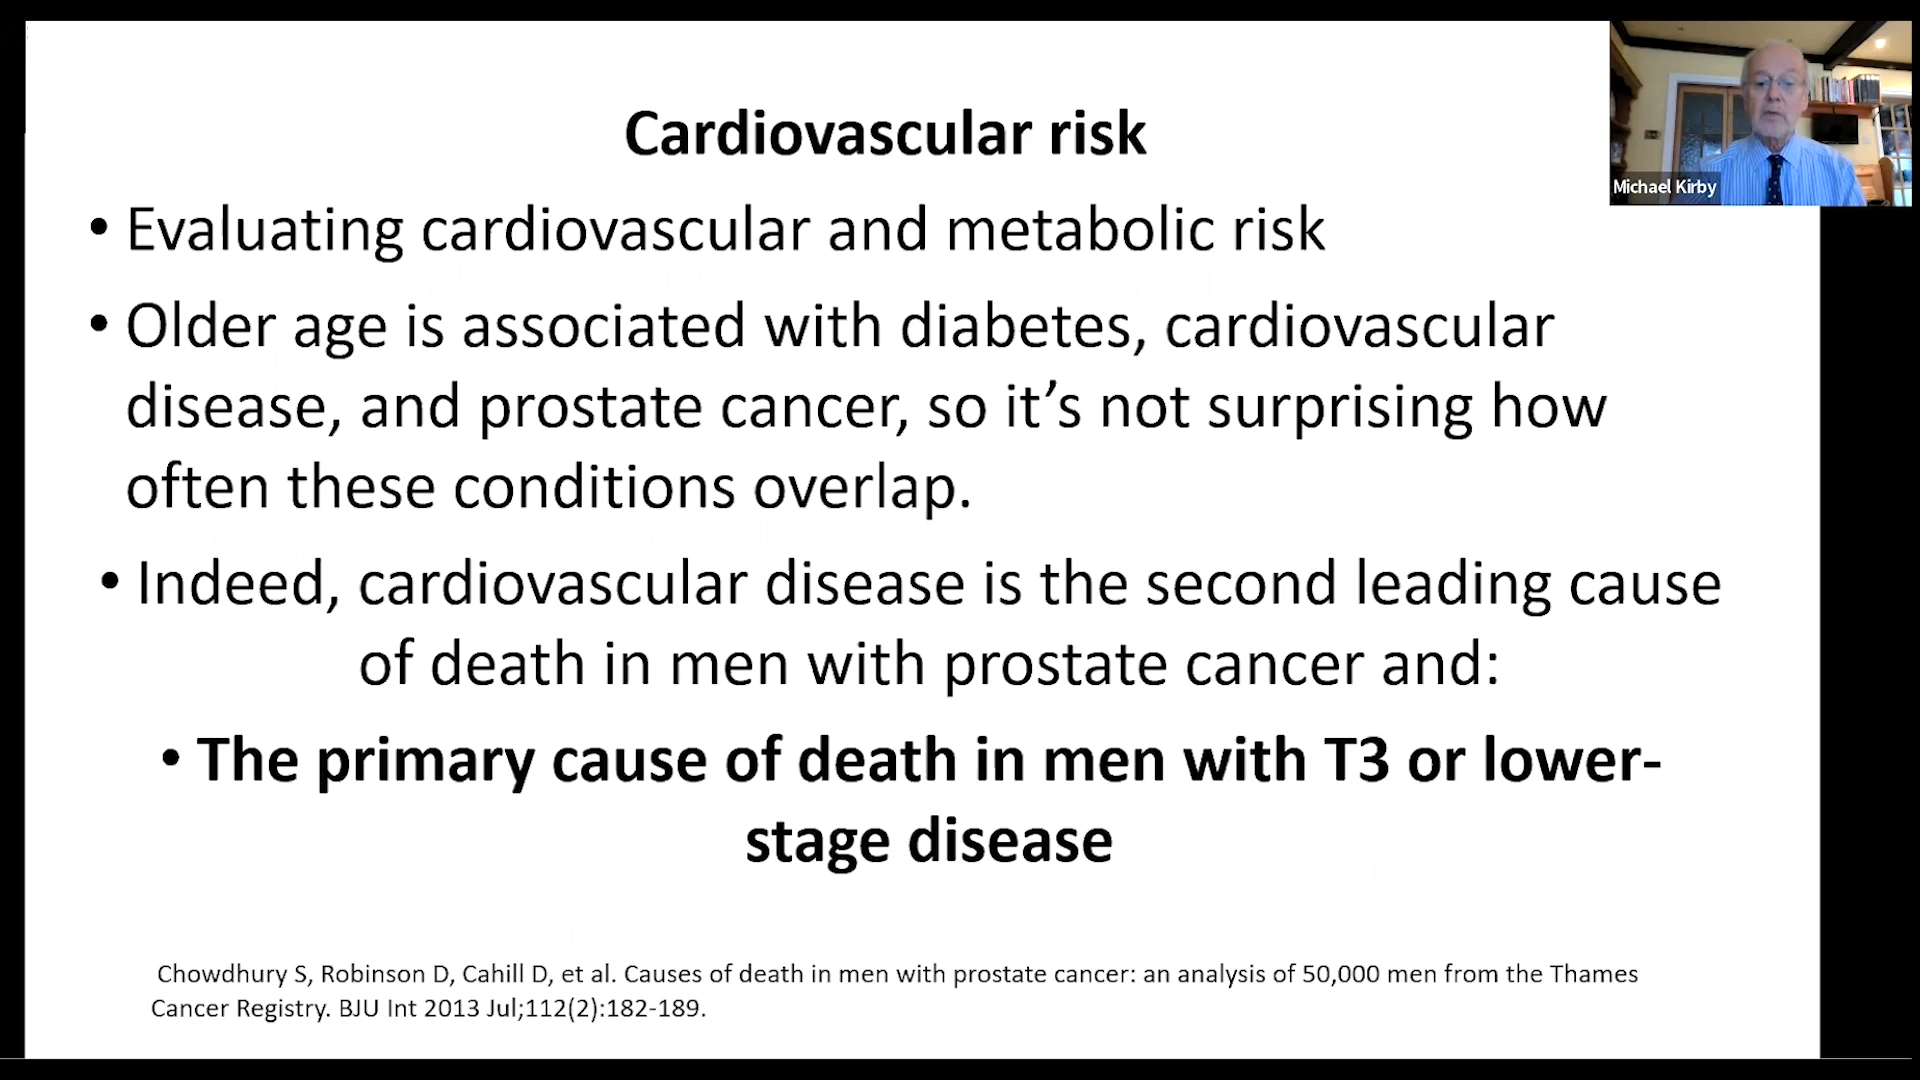 Cardiovascular risk
• Evaluating cardiovascular and metabolic risk
• Older age is associated with diabetes, cardiovascular
disease, and prostate cancer, so it’s not surprising how
often these conditions overlap.
• Indeed, cardiovascular disease is the second leading cause
of death in men with prostate cancer and:
• The primary cause of death in men with T3 or lower-
stage disease
Chowdhury S, Robinson D, Cahill D, et al. Causes of death in men with prostate cancer: an analysis of 50,000 men from the Thames
Cancer Registry. BJU Int 2013 Jul;112(2):182-189.
Michael Kirby